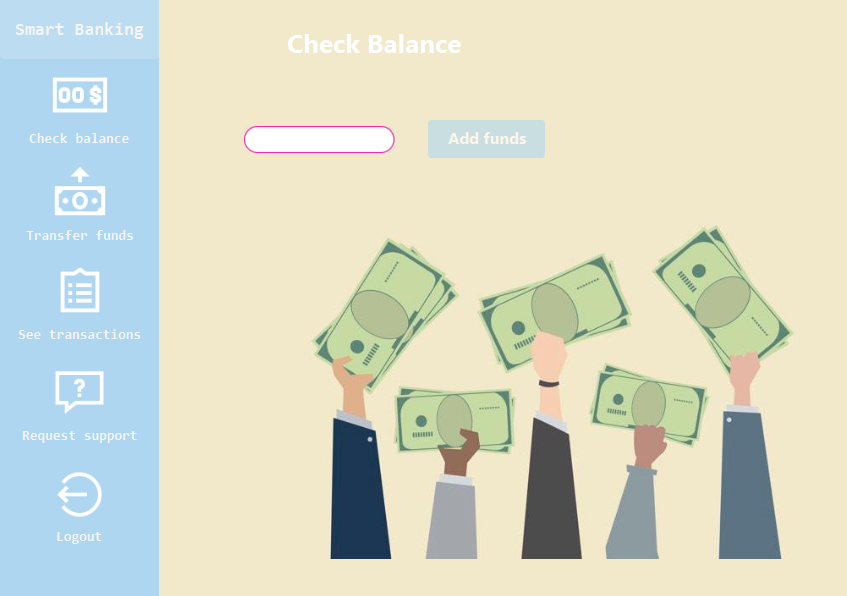 Smart Banking
Check Balance
00 $
Check balance
Add funds
Transfer funds
See transactions
?
Request support
Logout